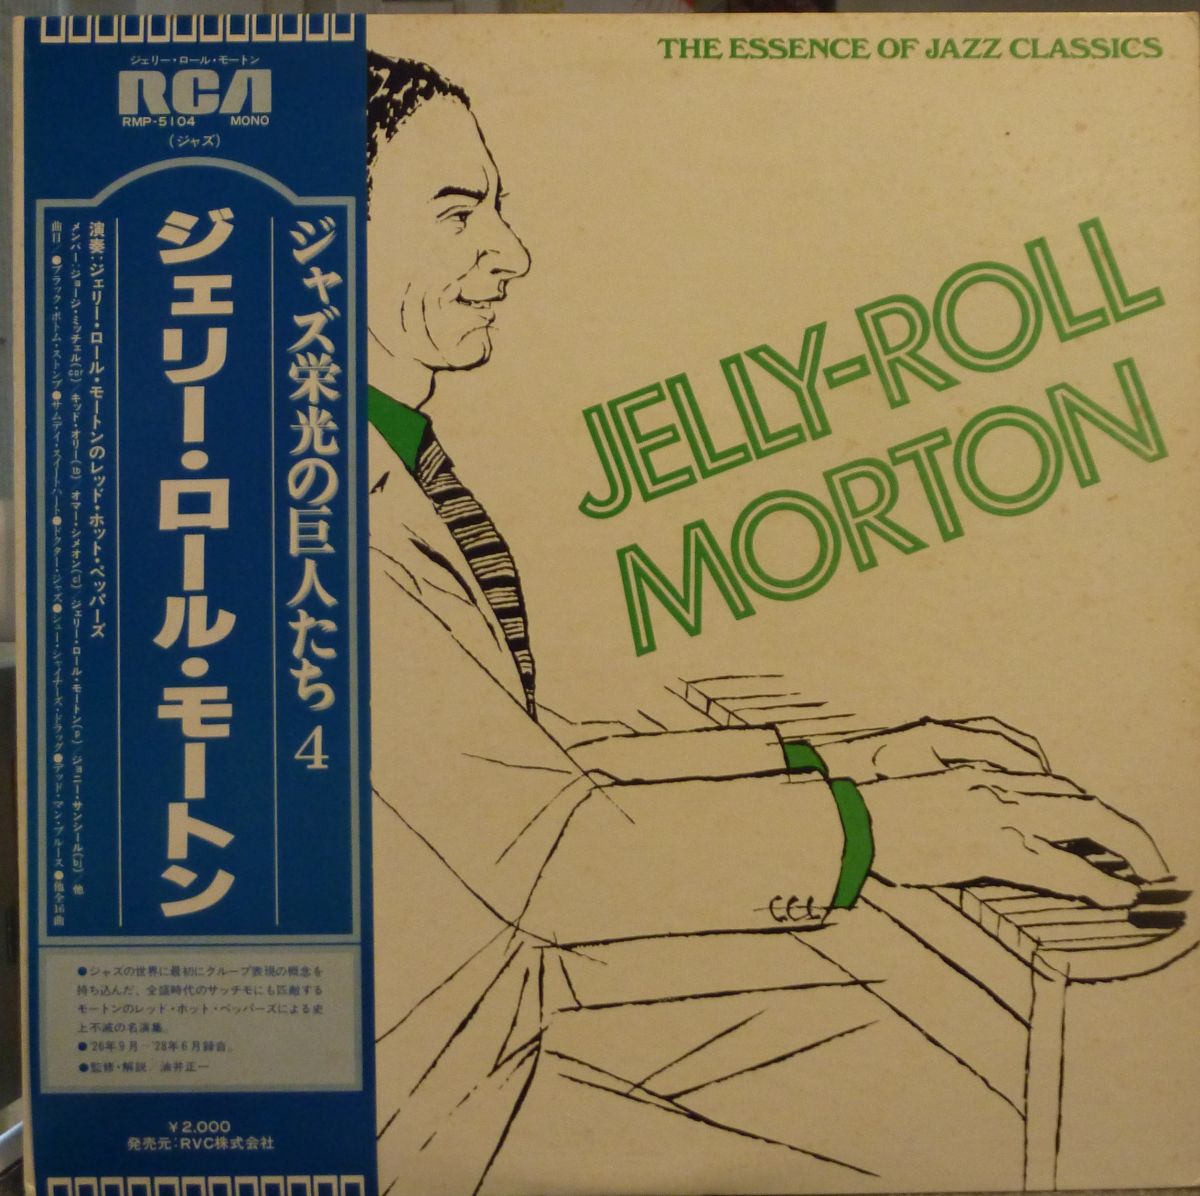 THE ESSENCE OF JAZZ CLASSICS
JELLY-ROLL
MORTON
ジェリー・ロール・モートン
RCA
RMP-5104 MONO
(ジャズ)
ジャズ栄光の巨人たち 4
ジェリー・ロール・モートン
演奏:ジェリー・ロール・モートンのレッド・ホット・ペッパーズ
メンバー:ジョージ・ミッチェル(cor)/キッド・オリー(tb)/オマー・シメオン(cl)/ジェリー・ロール・モートン(p)/ジョニー・サンシール(bj)/他
曲目/●ブラック・ボトム・ストンプ●サムデイ・スイートハート●ドクター・ジャズ●シュー・シャイナーズ・ドラッグ●デッド・マン・ブルース●他全16曲
●ジャズの世界に最初にグループ表現の概念を
持ち込んだ、全盛時代のサッチモにも匹敵する
モートンのレッド・ホット・ペッパーズによる史
上不滅の名演集。
●'26年9月−'28年6月録音。
●監修・解説/油井正一
¥2,000
発売元:RVC株式会社